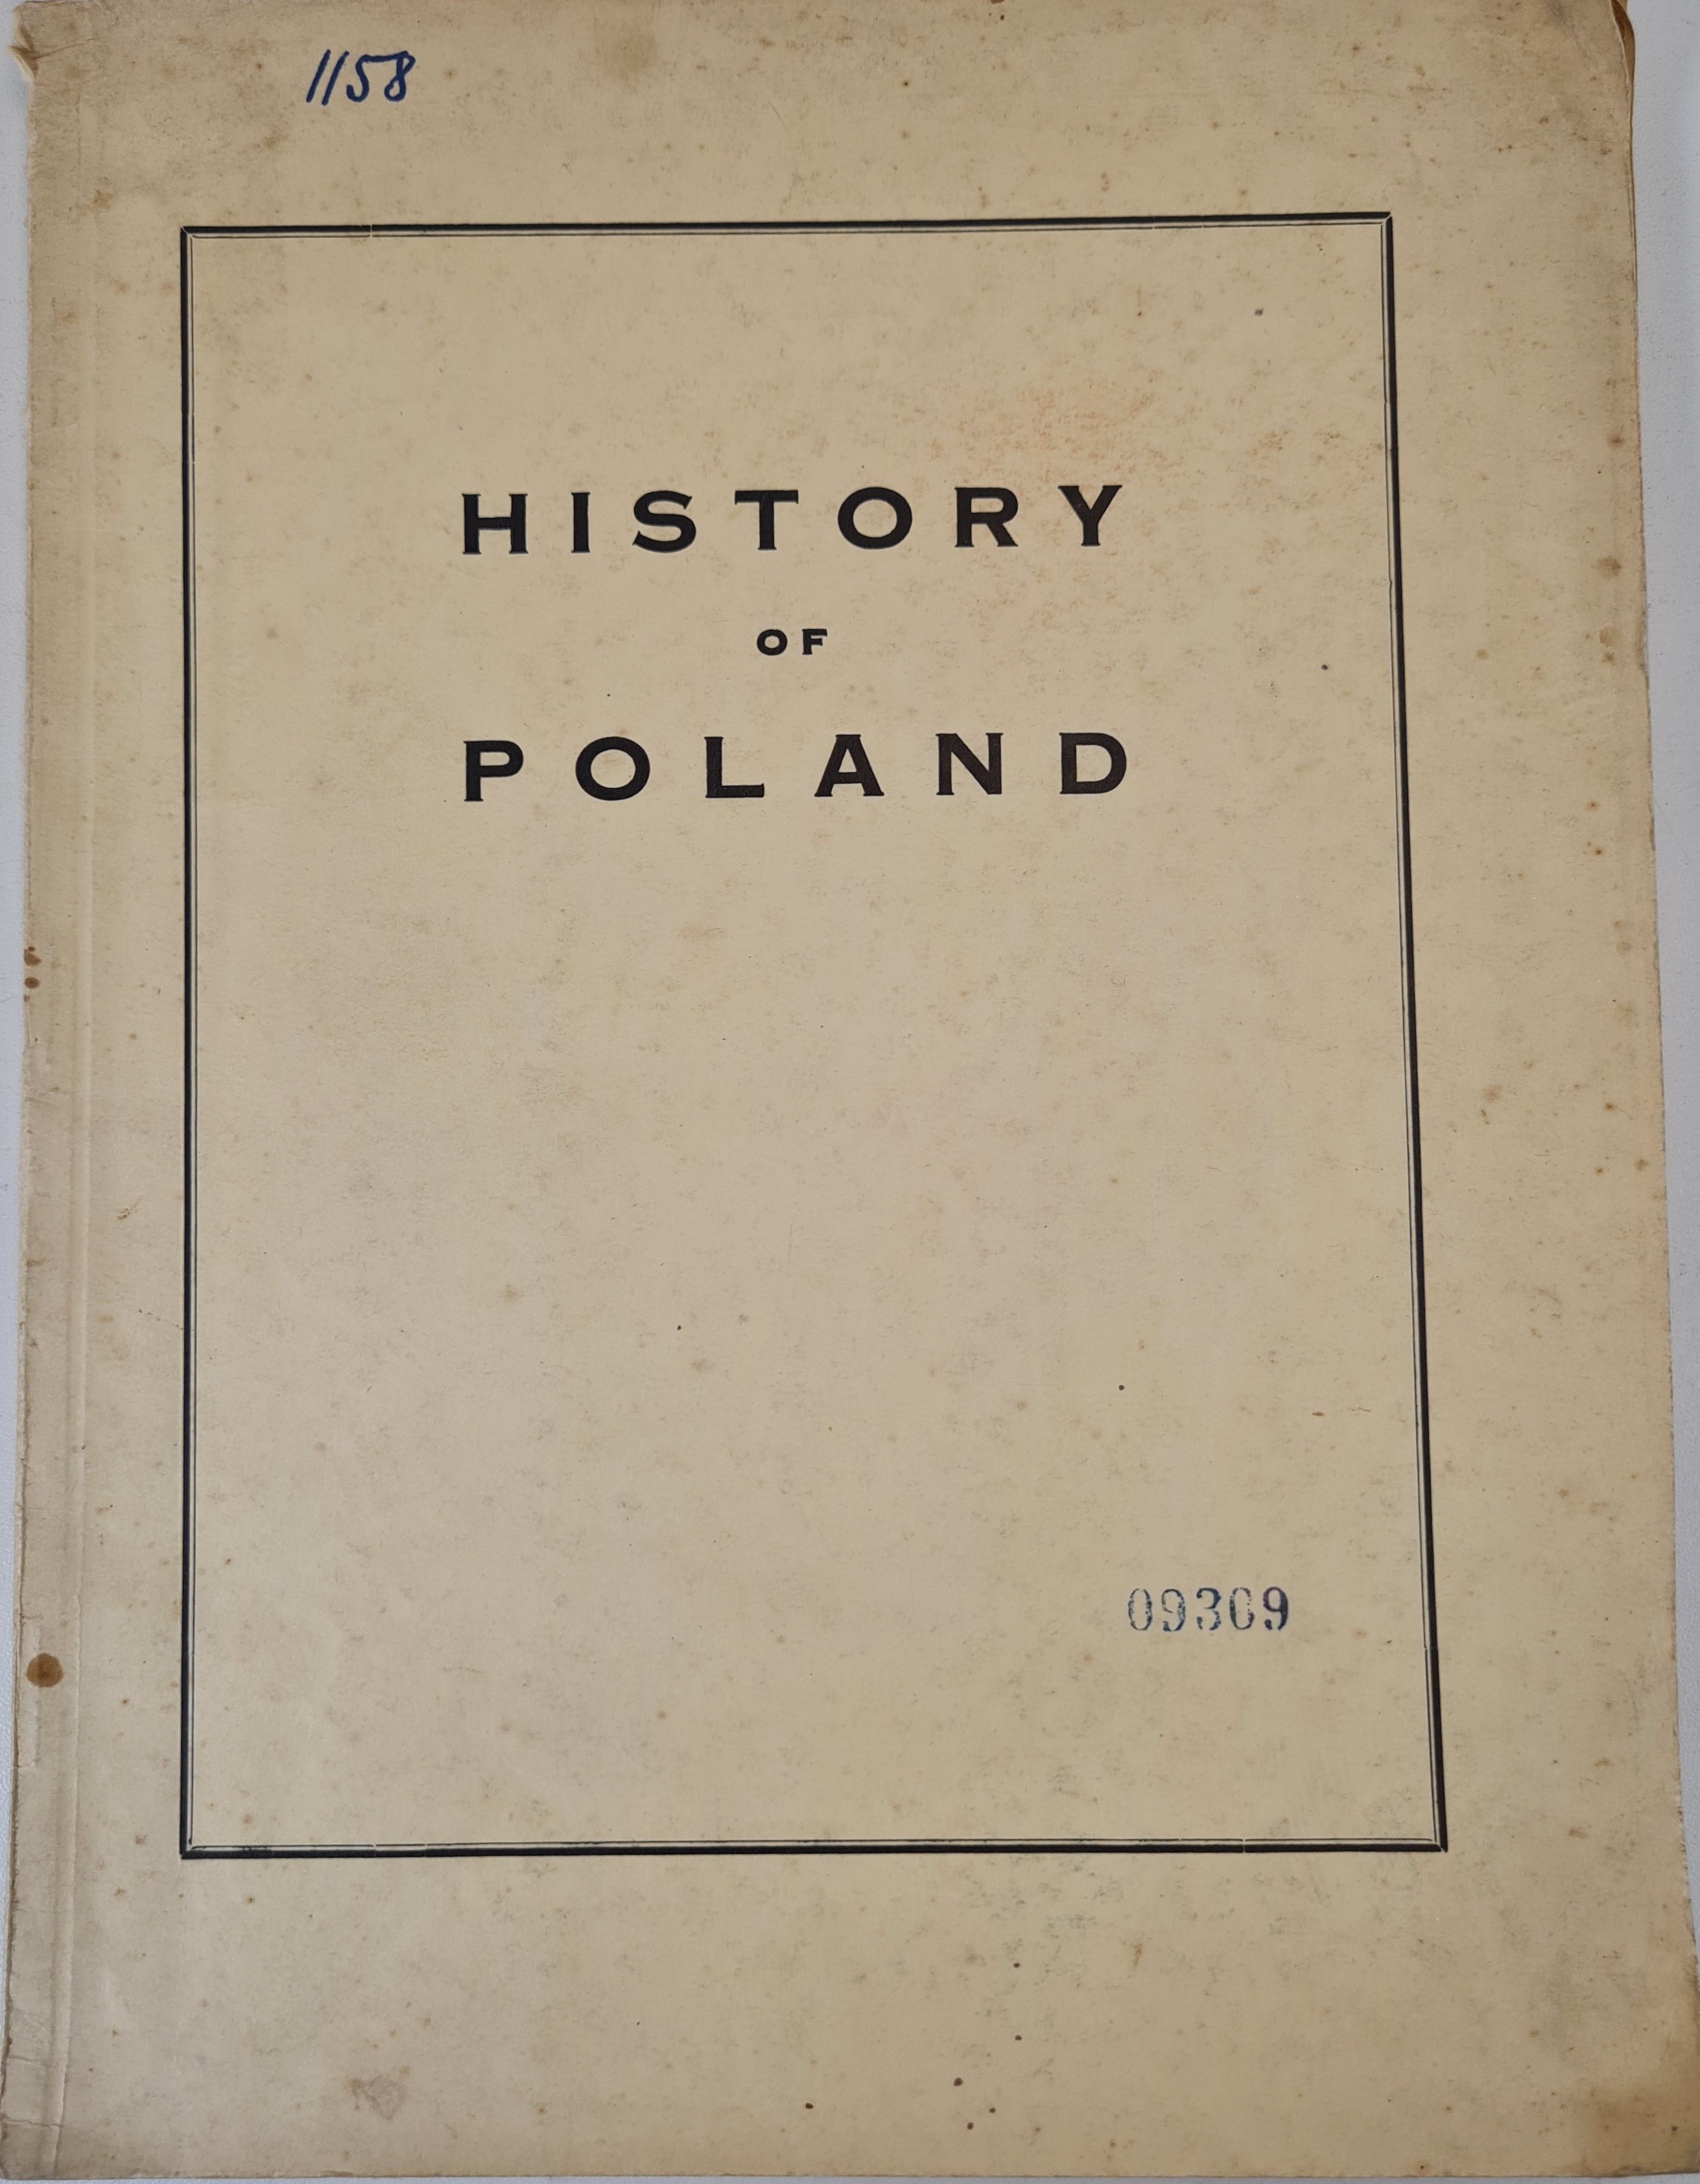 1158
HISTORY
OF
POLAND
09309